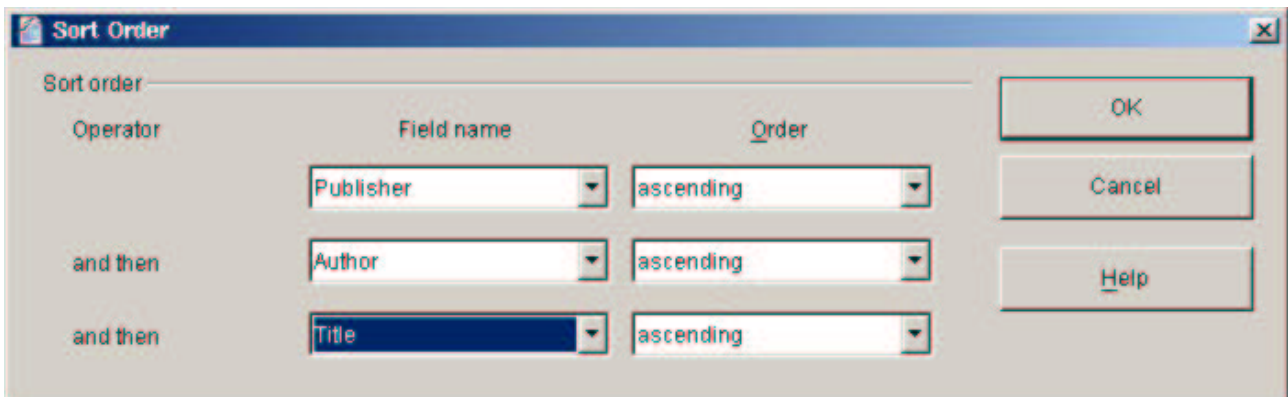 Sort Order
Sort order
Operator Field name Order
OK
Publisher ascending
Cancel
and then Author ascending
Help
and then Title ascending